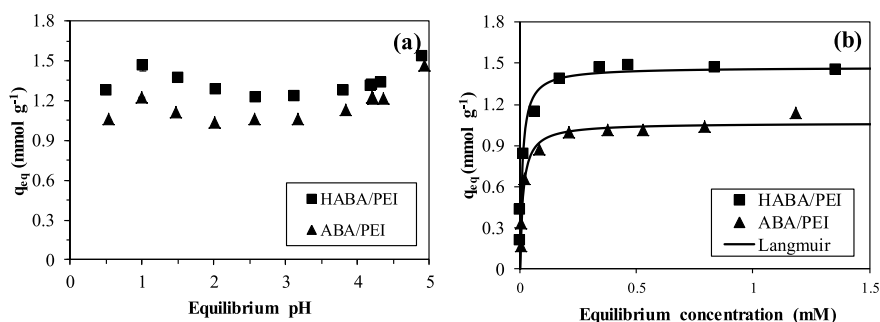 (a)
1.8
1.5
1.2
0.9
0.6
0.3
0
q_eq (mmol g⁻¹)
HABA/PEI
ABA/PEI
0 1 2 3 4 5
Equilibrium pH
(b)
1.8
1.5
1.2
0.9
0.6
0.3
0
q_eq (mmol g⁻¹)
HABA/PEI
ABA/PEI
Langmuir
0 0.5 1 1.5
Equilibrium concentration (mM)